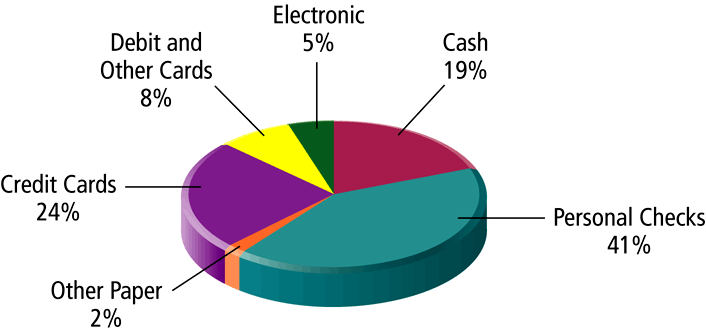 Electronic
5%
Debit and
Other Cards
8%
Cash
19%
Credit Cards
24%
Personal Checks
41%
Other Paper
2%